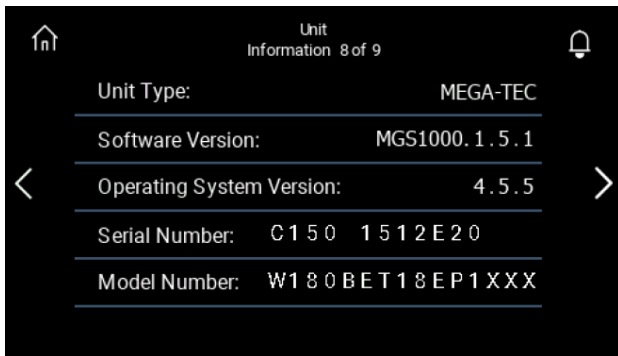 Unit
Information 8 of 9
Unit Type: MEGA-TEC
Software Version: MGS1000.1.5.1
Operating System Version: 4.5.5
Serial Number: C150 1512E20
Model Number: W180BET18EP1XXX